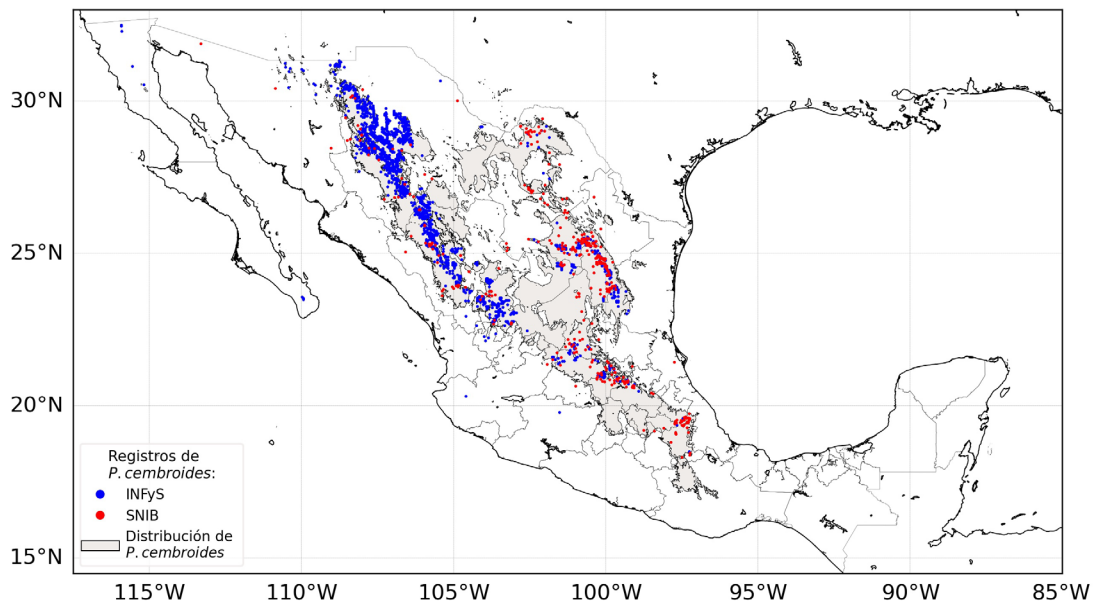 30°N
25°N
20°N
15°N
Registros de
P. cembroides:
INFyS
SNIB
Distribución de
P. cembroides
115°W
110°W
105°W
100°W
95°W
90°W
85°W